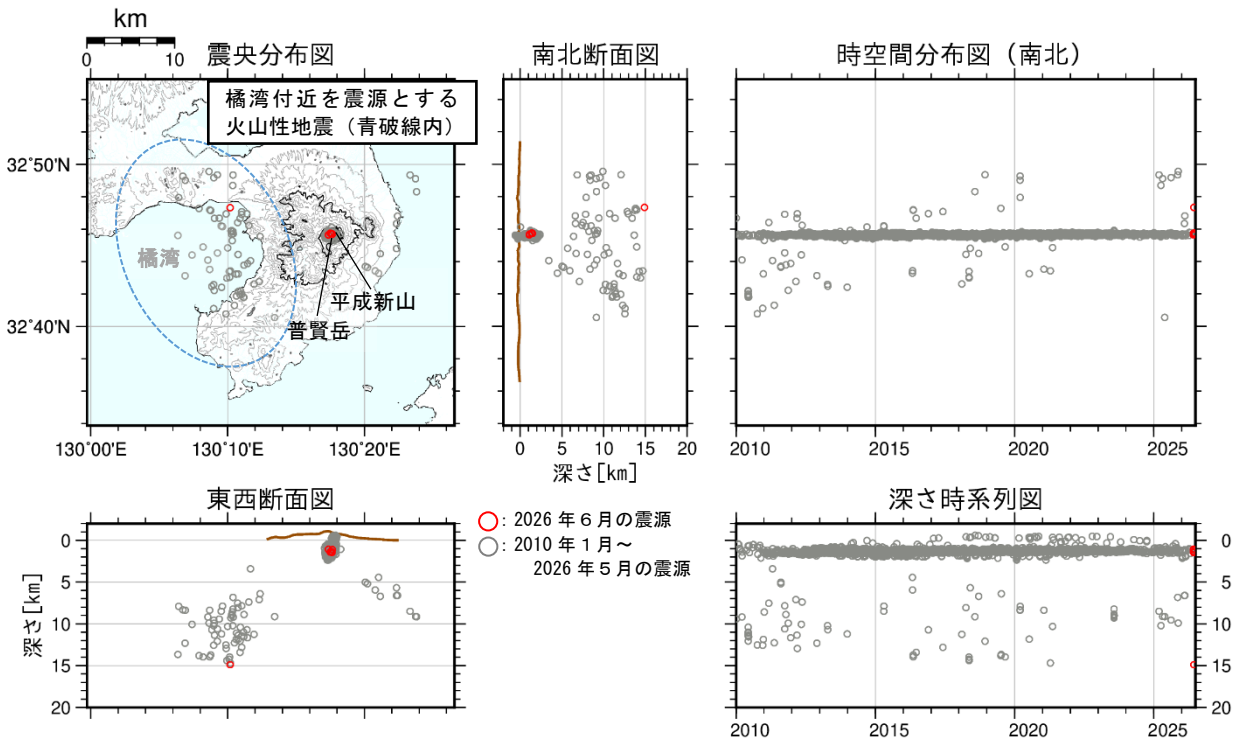 km
0 10
震央分布図
橘湾付近を震源とする
火山性地震（青破線内）
32°50'N
32°40'N
橘湾
平成新山
普賢岳
130°00'E 130°10'E 130°20'E
南北断面図
0 5 10 15 20
深さ[km]
時空間分布図（南北）
2010 2015 2020 2025
東西断面図
深さ[km]
0
5
10
15
20
○: 2026年６月の震源
○: 2010年１月～
2026年５月の震源
深さ時系列図
0
5
10
15
20
2010 2015 2020 2025